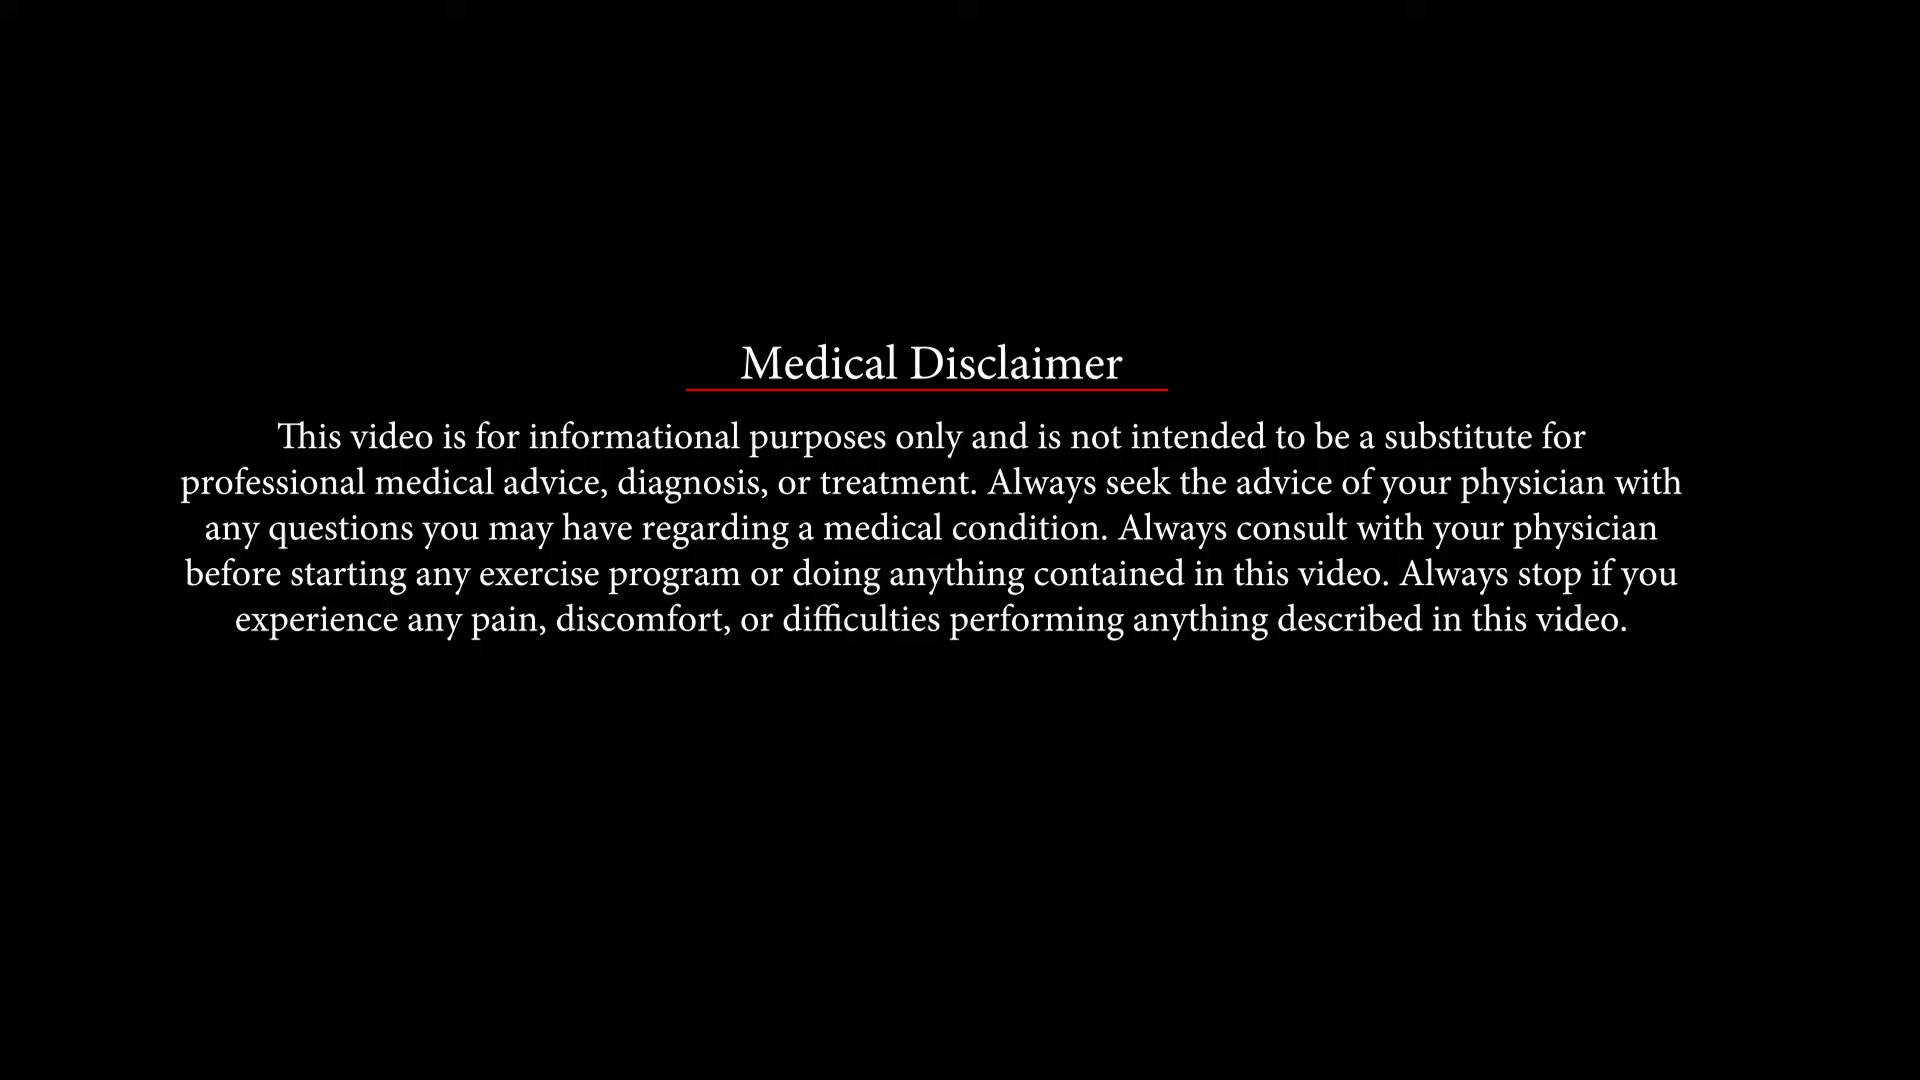 Medical Disclaimer
This video is for informational purposes only and is not intended to be a substitute for
professional medical advice, diagnosis, or treatment. Always seek the advice of your physician with
any questions you may have regarding a medical condition. Always consult with your physician
before starting any exercise program or doing anything contained in this video. Always stop if you
experience any pain, discomfort, or difficulties performing anything described in this video.